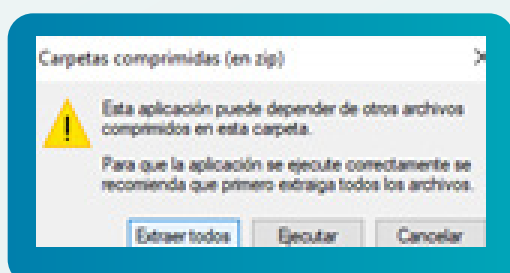 Carpetas comprimidas (en zip)
Esta aplicación puede depender de otros archivos
comprimidos en esta carpeta.
Para que la aplicación se ejecute correctamente se
recomienda que primero extraiga todos los archivos.
Extraer todos Ejecutar Cancelar